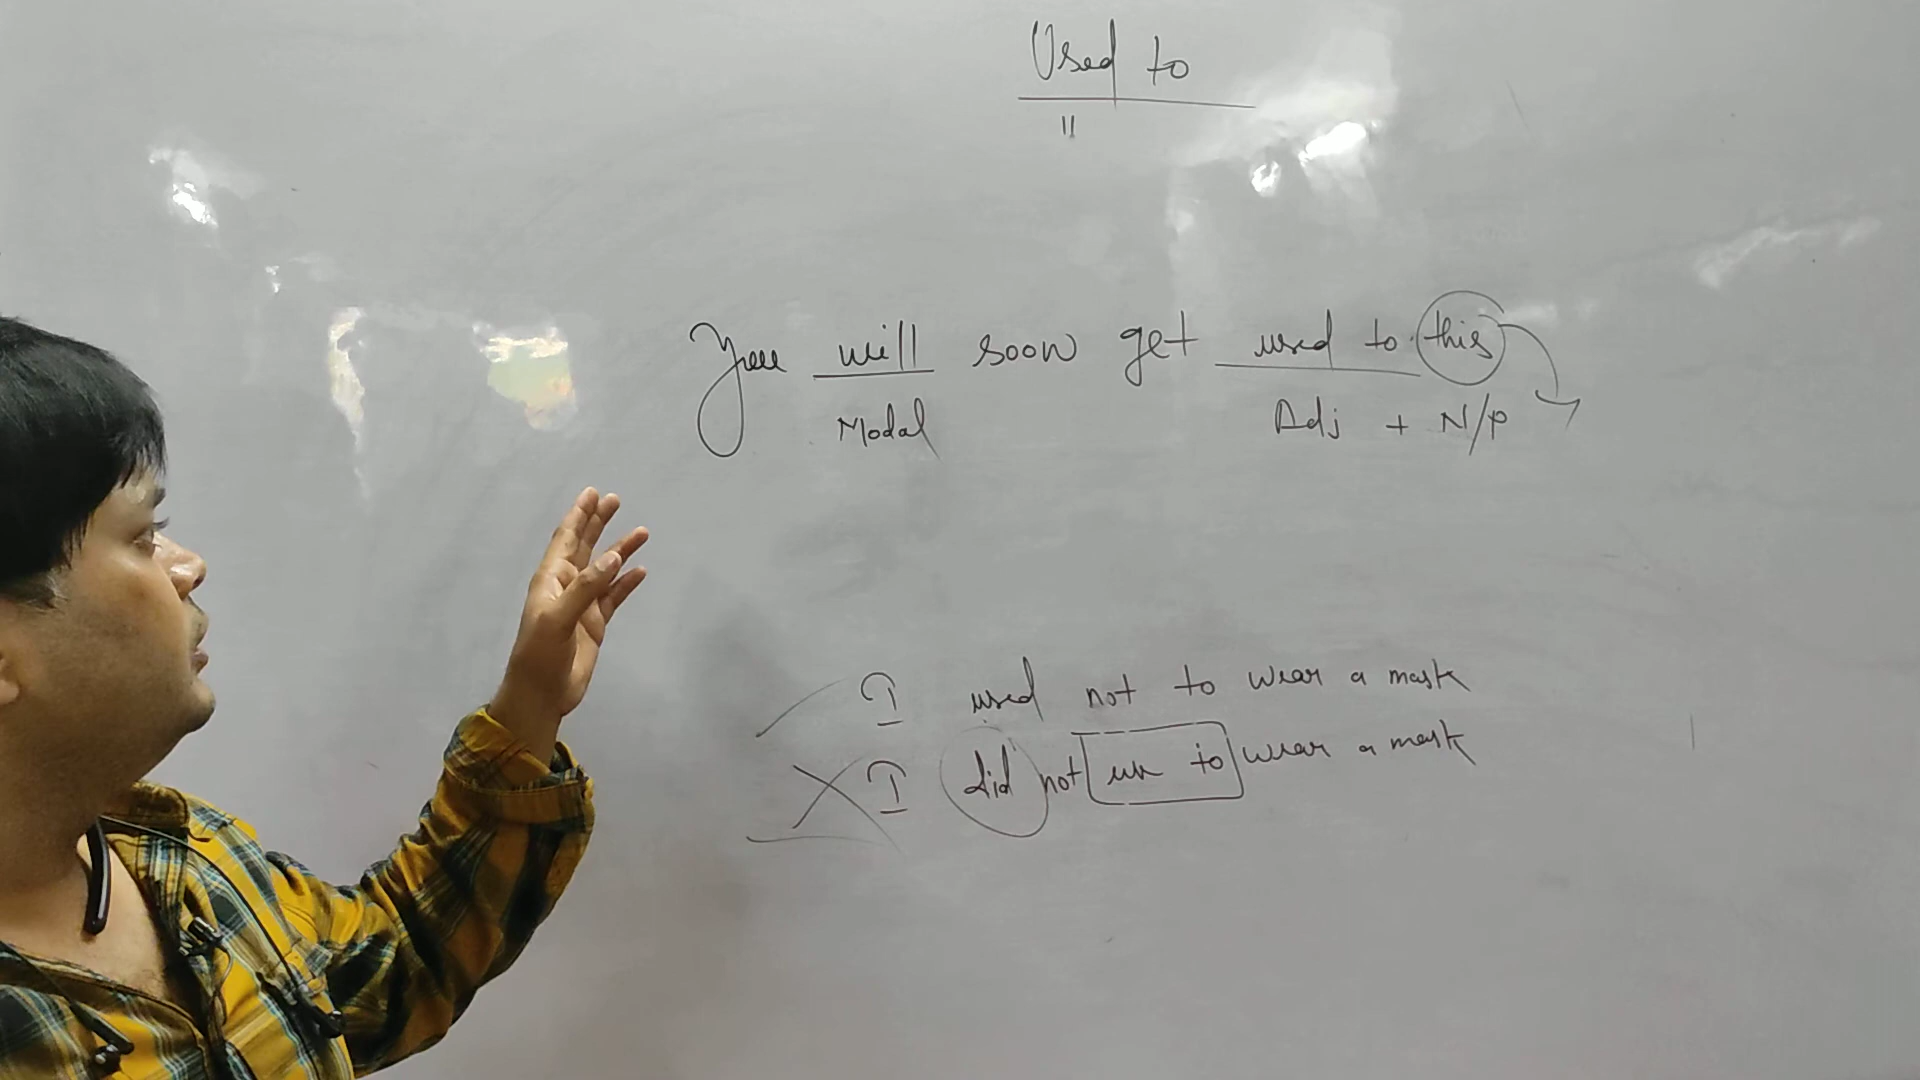 Used to
You will soon get used to this
Modal Adj + N/P
I used not to wear a mask
I did not use to wear a mask